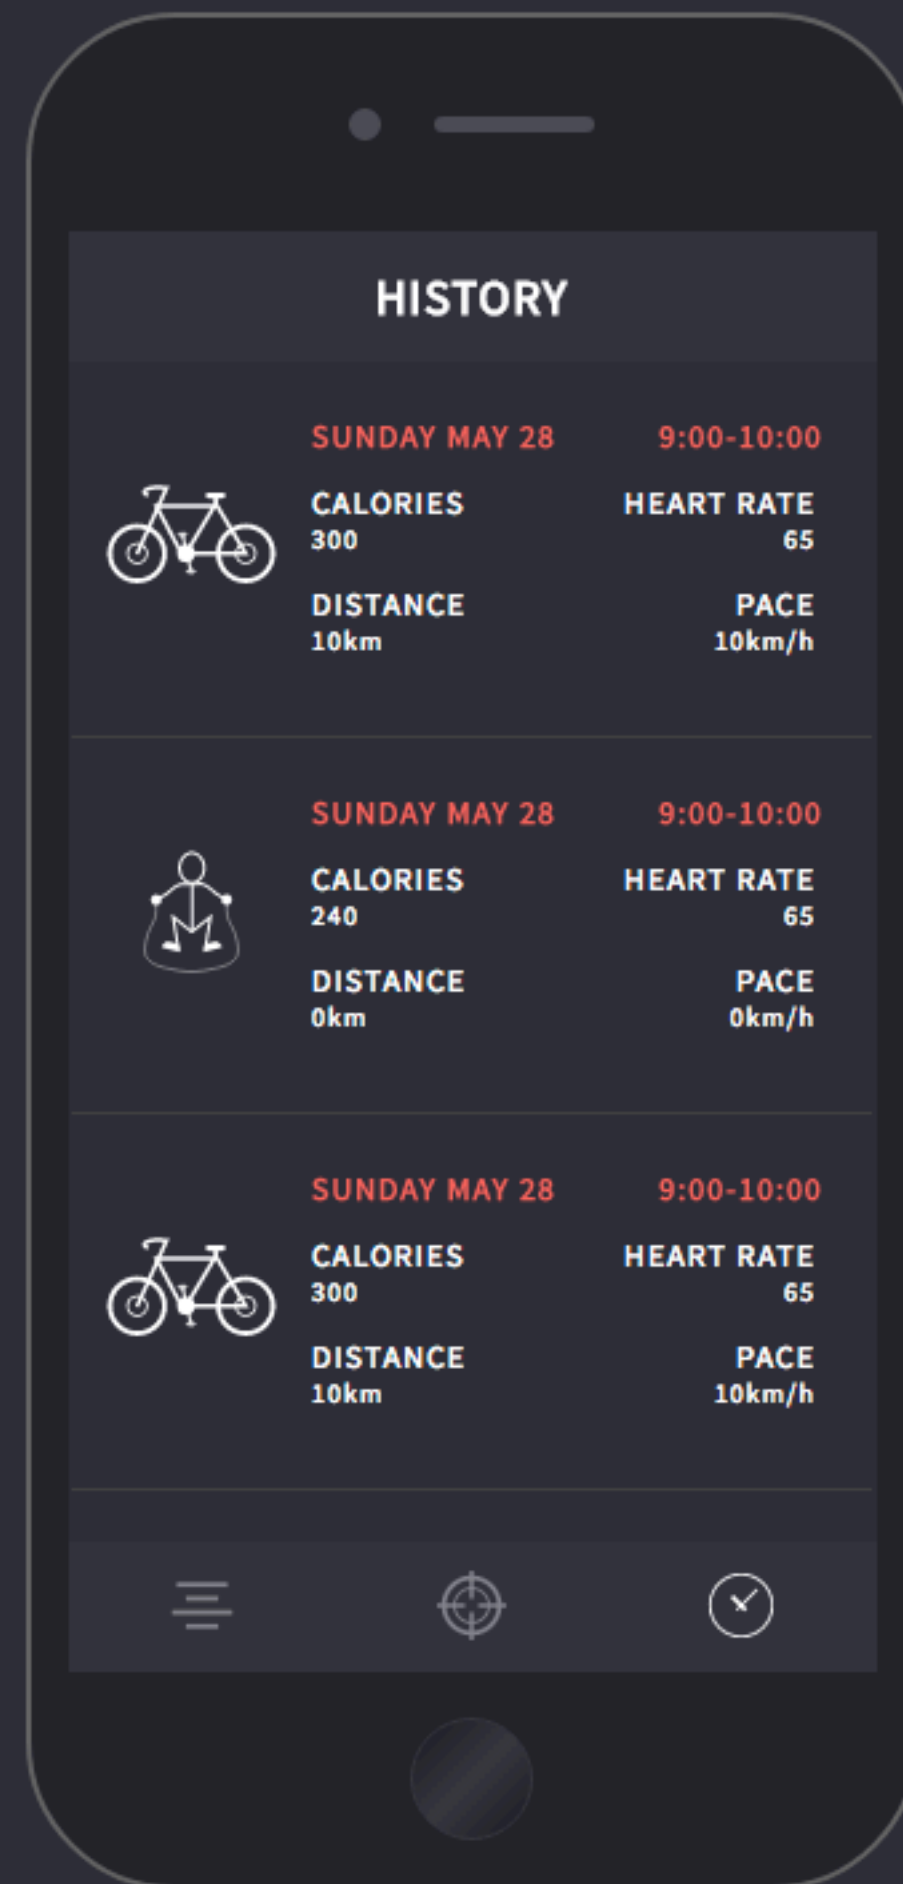 HISTORY
SUNDAY MAY 28 9:00-10:00
CALORIES HEART RATE
300 65
DISTANCE PACE
10km 10km/h
SUNDAY MAY 28 9:00-10:00
CALORIES HEART RATE
240 65
DISTANCE PACE
0km 0km/h
SUNDAY MAY 28 9:00-10:00
CALORIES HEART RATE
300 65
DISTANCE PACE
10km 10km/h